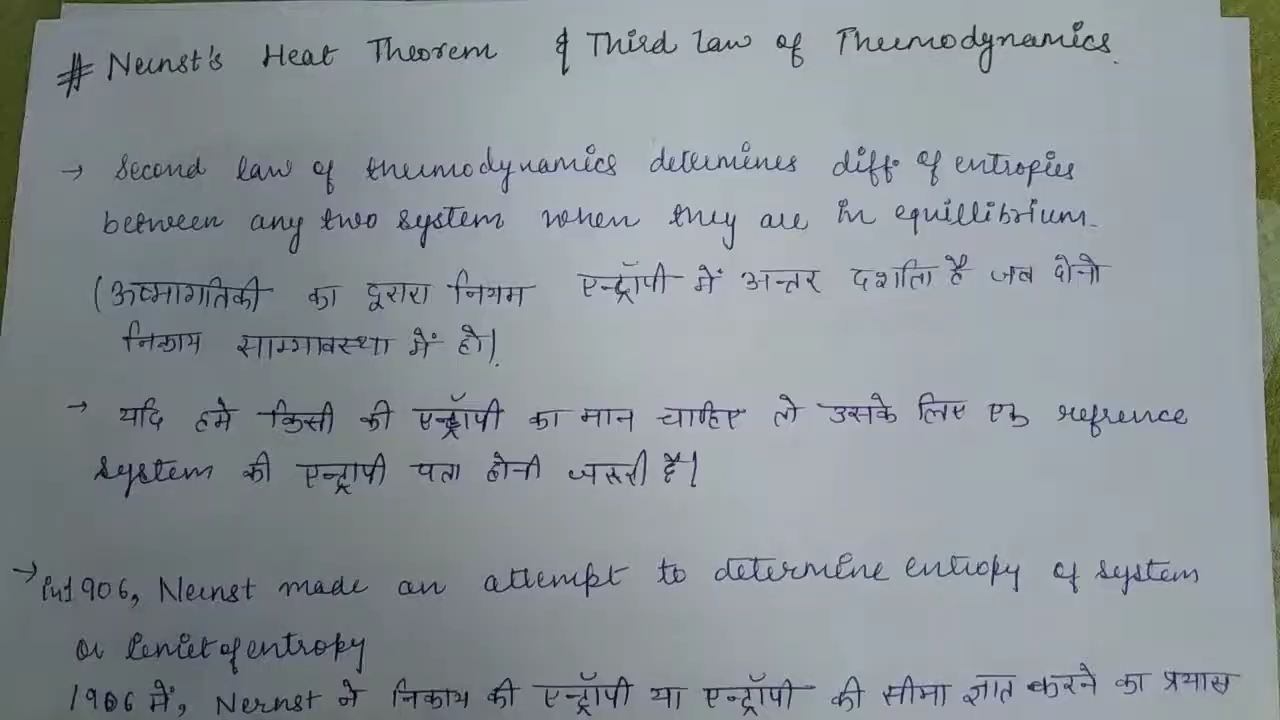 # Nernst's Heat Theorem & Third law of Thermodynamics.
→ Second law of thermodynamics determines diff. of entropies
between any two system when they are in equillibrium.
(ऊष्मागतिकी का दूसरा नियम एन्ट्रॉपी में अन्तर दर्शाता है जब दोनो
निकाय साम्यावस्था में हो।
→ यदि हमे किसी की एन्ट्रॉपी का मान चाहिए तो उसके लिए एक refrence
system की एन्ट्रापी पता होनी जरूरी है।
→ In 1906, Nernst made an attempt to determine entropy of system
or limit of entropy
1906 में, Nernst ने निकाय की एन्ट्रॉपी या एन्ट्रॉपी की सीमा ज्ञात करने का प्रयास